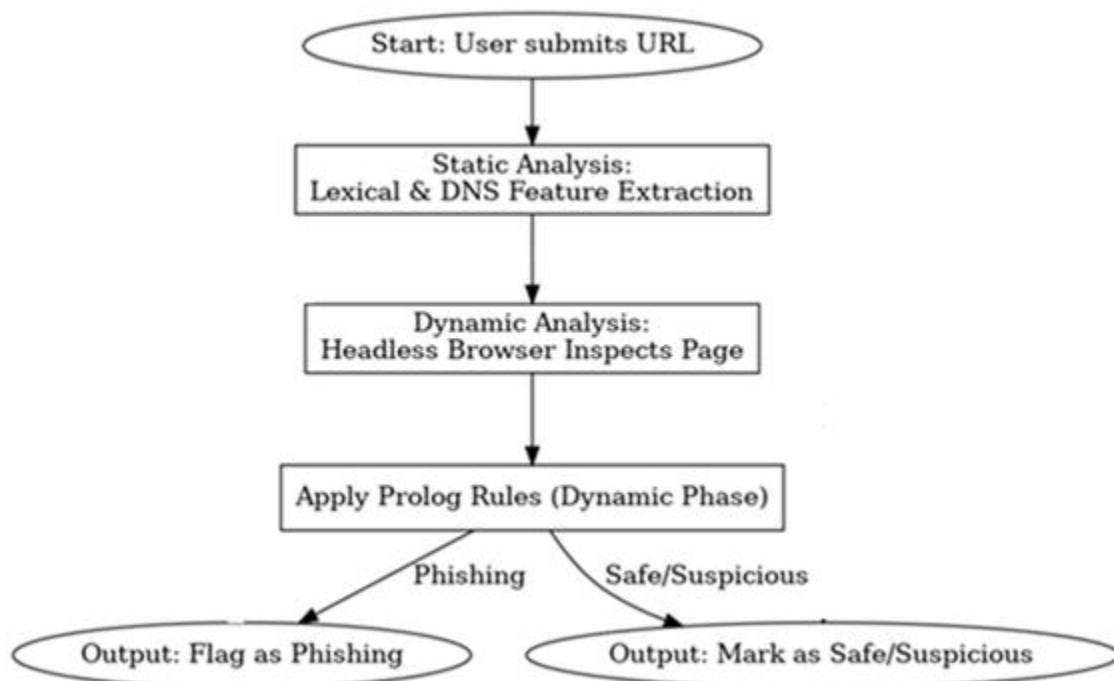 Start: User submits URL
Static Analysis:
Lexical & DNS Feature Extraction
Dynamic Analysis:
Headless Browser Inspects Page
Apply Prolog Rules (Dynamic Phase)
Phishing
Safe/Suspicious
Output: Flag as Phishing
Output: Mark as Safe/Suspicious